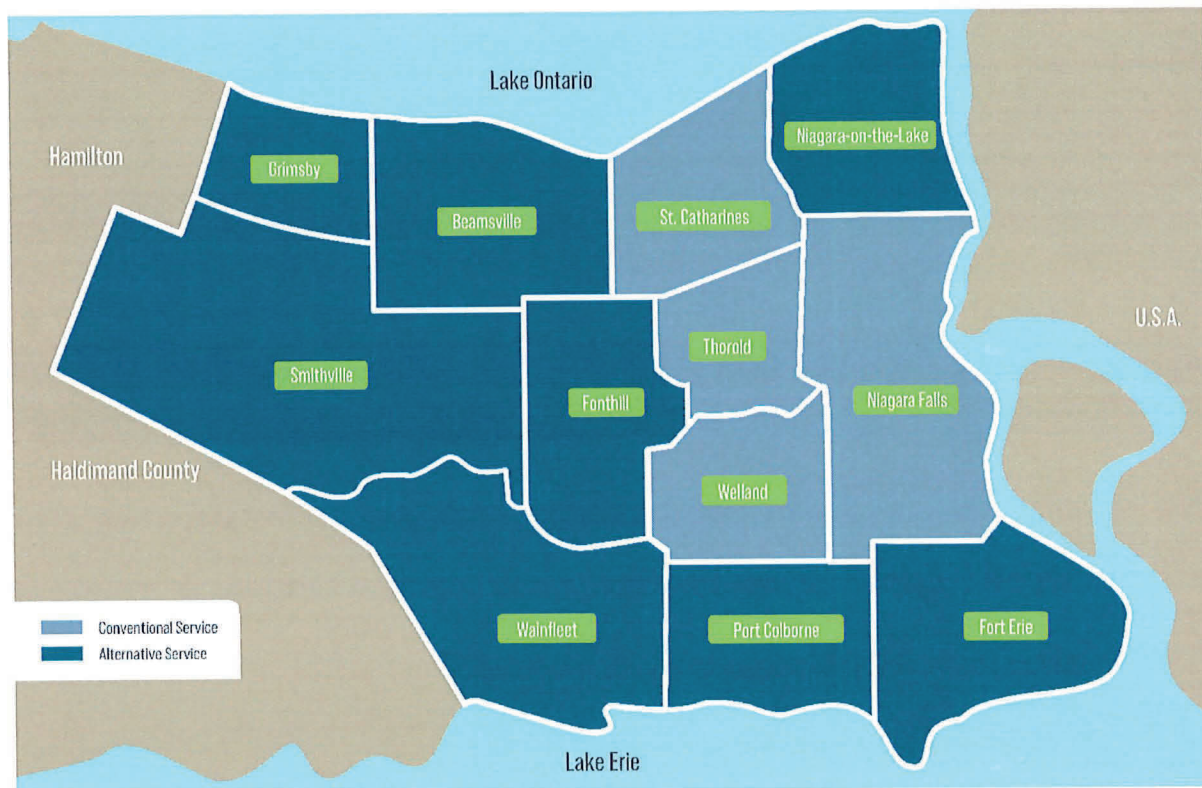 Lake Ontario
Niagara-on-the-Lake
Hamilton
Grimsby
Beamsville
St. Catharines
U.S.A.
Thorold
Smithville
Fonthill
Niagara Falls
Haldimand County
Welland
Wainfleet
Port Colborne
Fort Erie
Conventional Service
Alternative Service
Lake Erie